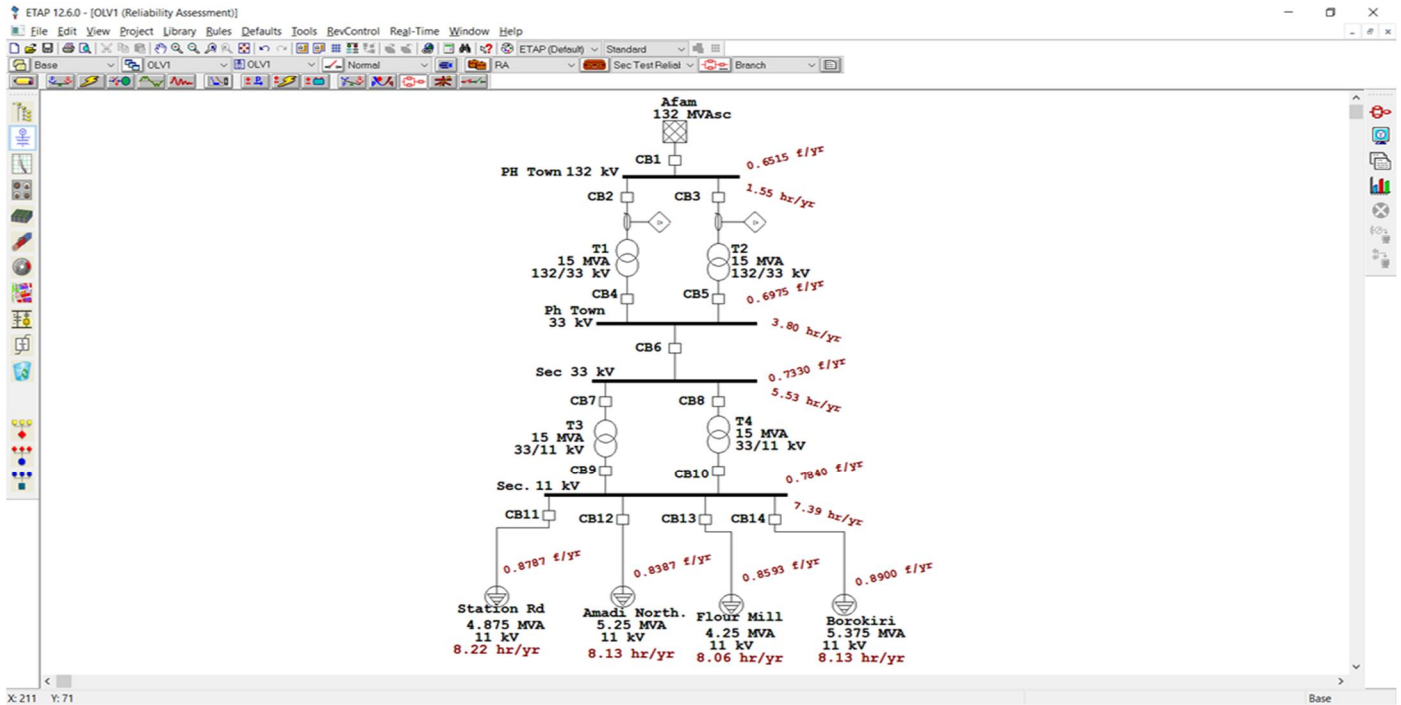 ETAP 12.6.0 - [OLV1 (Reliability Assessment)]
File Edit View Project Library Rules Defaults Tools RevControl Real-Time Window Help
ETAP (Default) Standard
Base OLV1 OLV1 Normal RA Sec Test Relial Branch
Afam
132 MVAsc
CB1
0.6515 f/yr
PH Town 132 kV
1.55 hr/yr
CB2 CB3
T1
15 MVA
132/33 kV
T2
15 MVA
132/33 kV
CB4 CB5
0.6975 f/yr
Ph Town
33 kV
3.80 hr/yr
CB6
0.7330 f/yr
Sec 33 kV
5.53 hr/yr
CB7 CB8
T3
15 MVA
33/11 kV
T4
15 MVA
33/11 kV
CB9 CB10
0.7840 f/yr
Sec. 11 kV
7.39 hr/yr
CB11 CB12 CB13 CB14
0.8787 f/yr 0.8387 f/yr 0.8593 f/yr 0.8900 f/yr
Station Rd
4.875 MVA
11 kV
8.22 hr/yr
Amadi North.
5.25 MVA
11 kV
8.13 hr/yr
Flour Mill
4.25 MVA
11 kV
8.06 hr/yr
Borokiri
5.375 MVA
11 kV
8.13 hr/yr
X: 211 Y: 71
Base